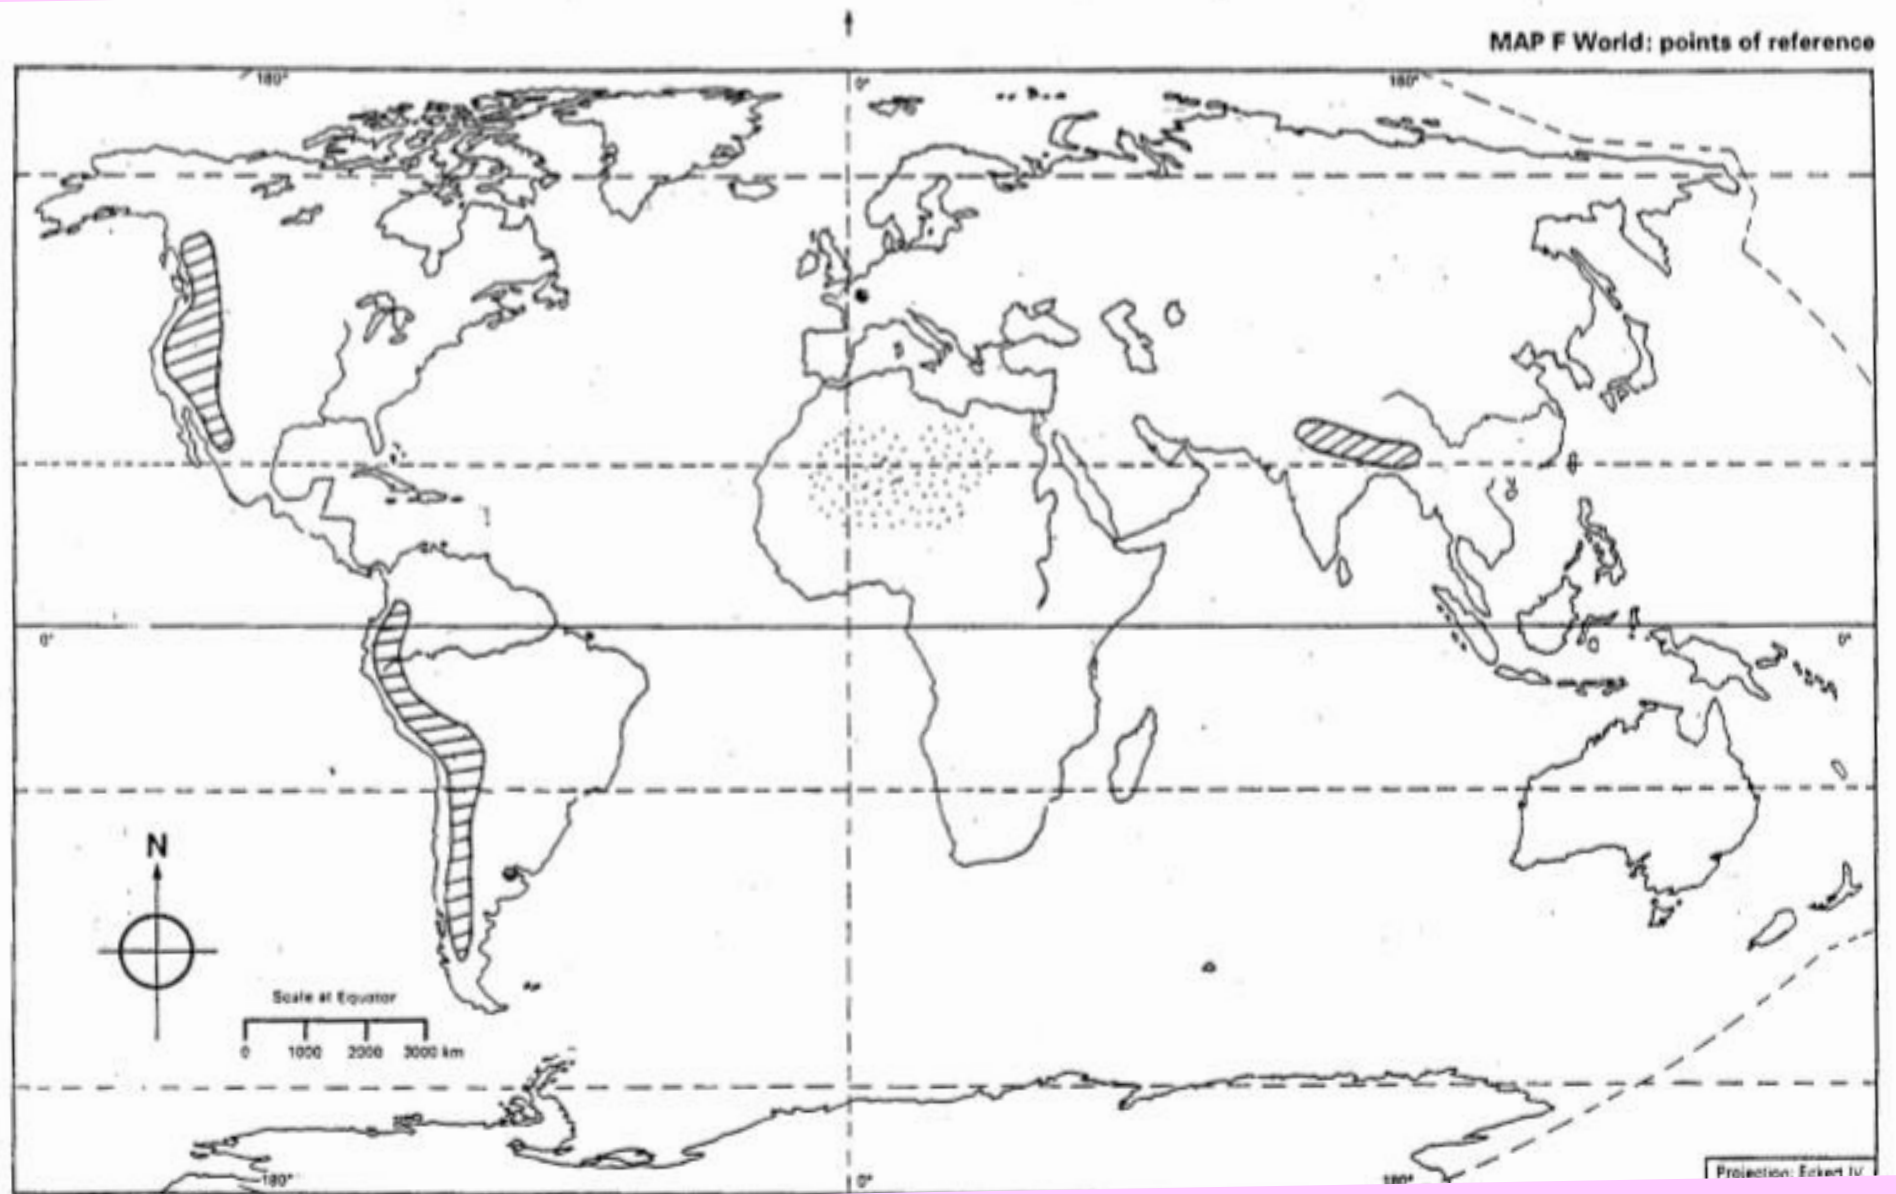 MAP F World: points of reference
180°
0°
180°
0°
0°
N
Scale at Equator
0 1000 2000 3000 km
180°
0°
180°
Projection: Eckert IV